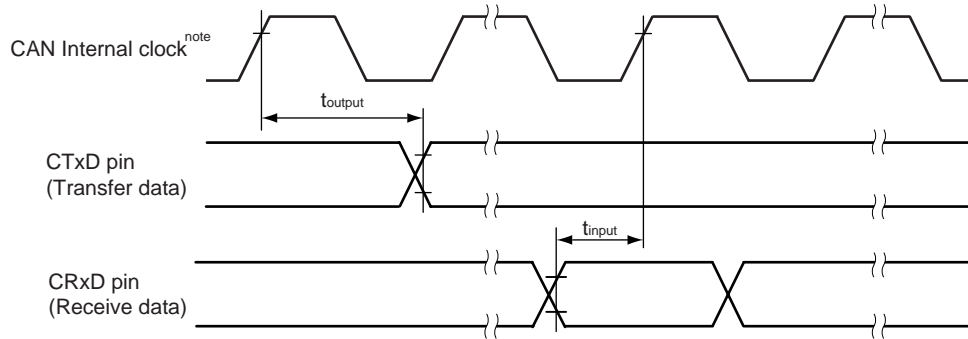 CAN Internal clock note
toutput
CTxD pin
(Transfer data)
tinput
CRxD pin
(Receive data)